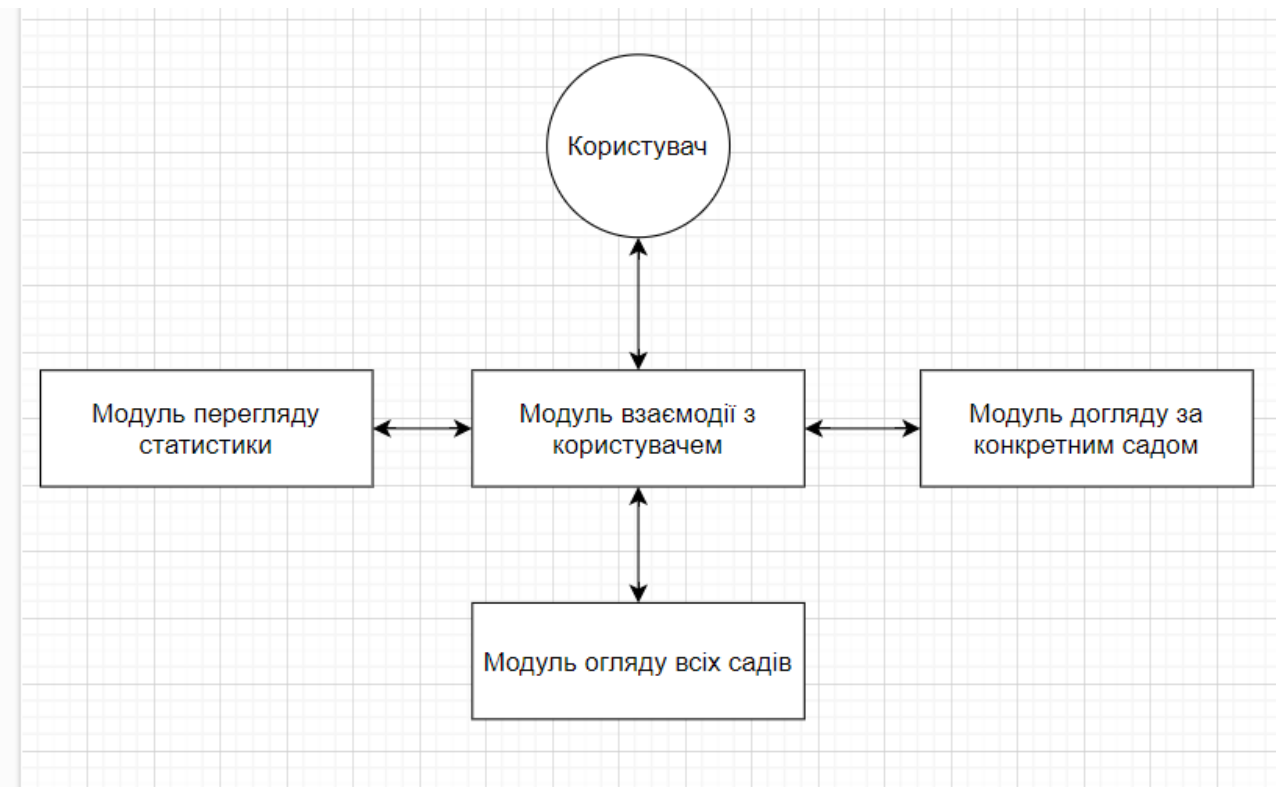 Користувач
Модуль перегляду
статистики
Модуль взаємодії з
користувачем
Модуль догляду за
конкретним садом
Модуль огляду всіх садів